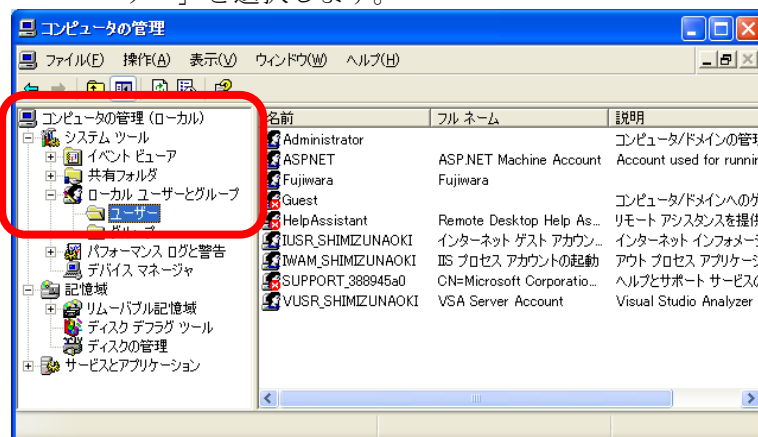 」を選択します。
コンピュータの管理
ファイル(F) 操作(A) 表示(V) ウィンドウ(W) ヘルプ(H)
コンピュータの管理 (ローカル)
システム ツール
イベント ビューア
共有フォルダ
ローカル ユーザーとグループ
ユーザー
グループ
パフォーマンス ログと警告
デバイス マネージャ
記憶域
リムーバブル記憶域
ディスク デフラグ ツール
ディスクの管理
サービスとアプリケーション
名前 フル ネーム 説明
Administrator コンピュータ/ドメインの管理
ASPNET ASP.NET Machine Account Account used for runnin
Fujiwara Fujiwara
Guest コンピュータ/ドメインへのゲ
HelpAssistant Remote Desktop Help As... リモート アシスタンスを提供
IUSR_SHIMIZUNAOKI インターネット ゲスト アカウン... インターネット インフォメーシ
IWAM_SHIMIZUNAOKI IIS プロセス アカウントの起動 アウト プロセス アプリケーシ
SUPPORT_388945a0 CN=Microsoft Corporatio... ヘルプとサポート サービスの
VUSR_SHIMIZUNAOKI VSA Server Account Visual Studio Analyzer